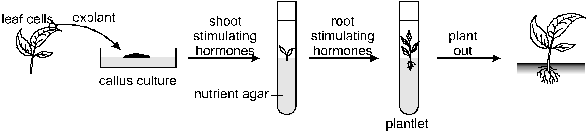 leaf cells
explant
callus culture
shoot
stimulating
hormones
nutrient agar
root
stimulating
hormones
plantlet
plant
out